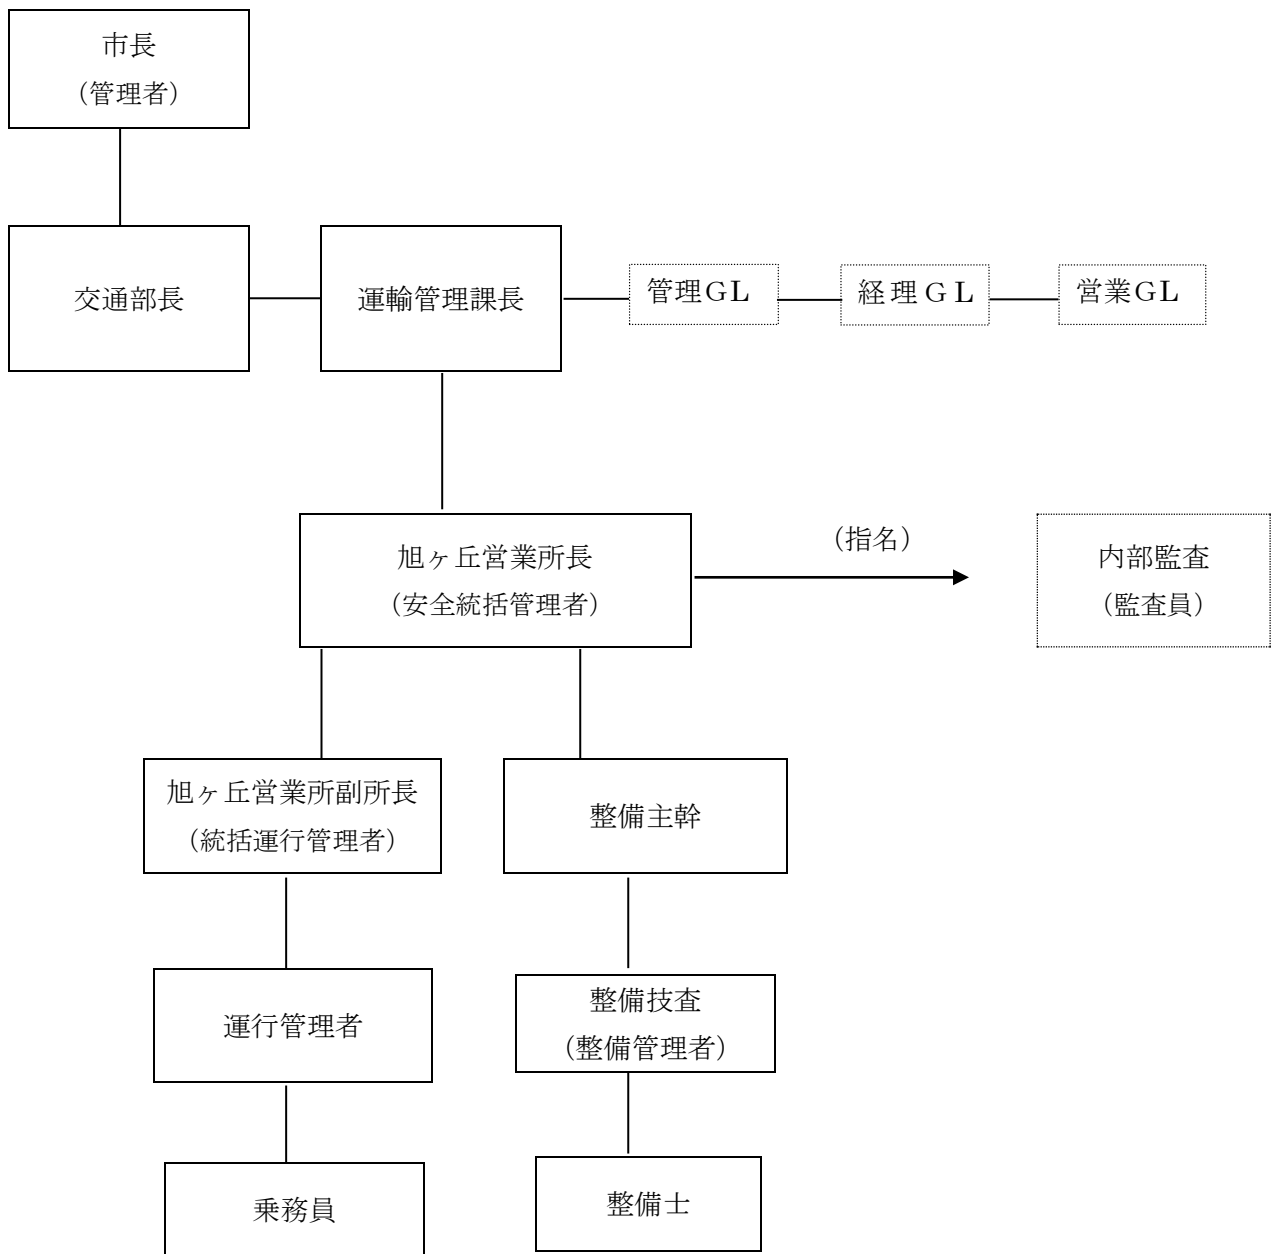 市長
（管理者）
交通部長
運輸管理課長
管理GL
経理ＧＬ
営業GL
旭ヶ丘営業所長
（安全統括管理者）
（指名）
内部監査
（監査員）
旭ヶ丘営業所副所長
（統括運行管理者）
整備主幹
運行管理者
整備技査
（整備管理者）
乗務員
整備士